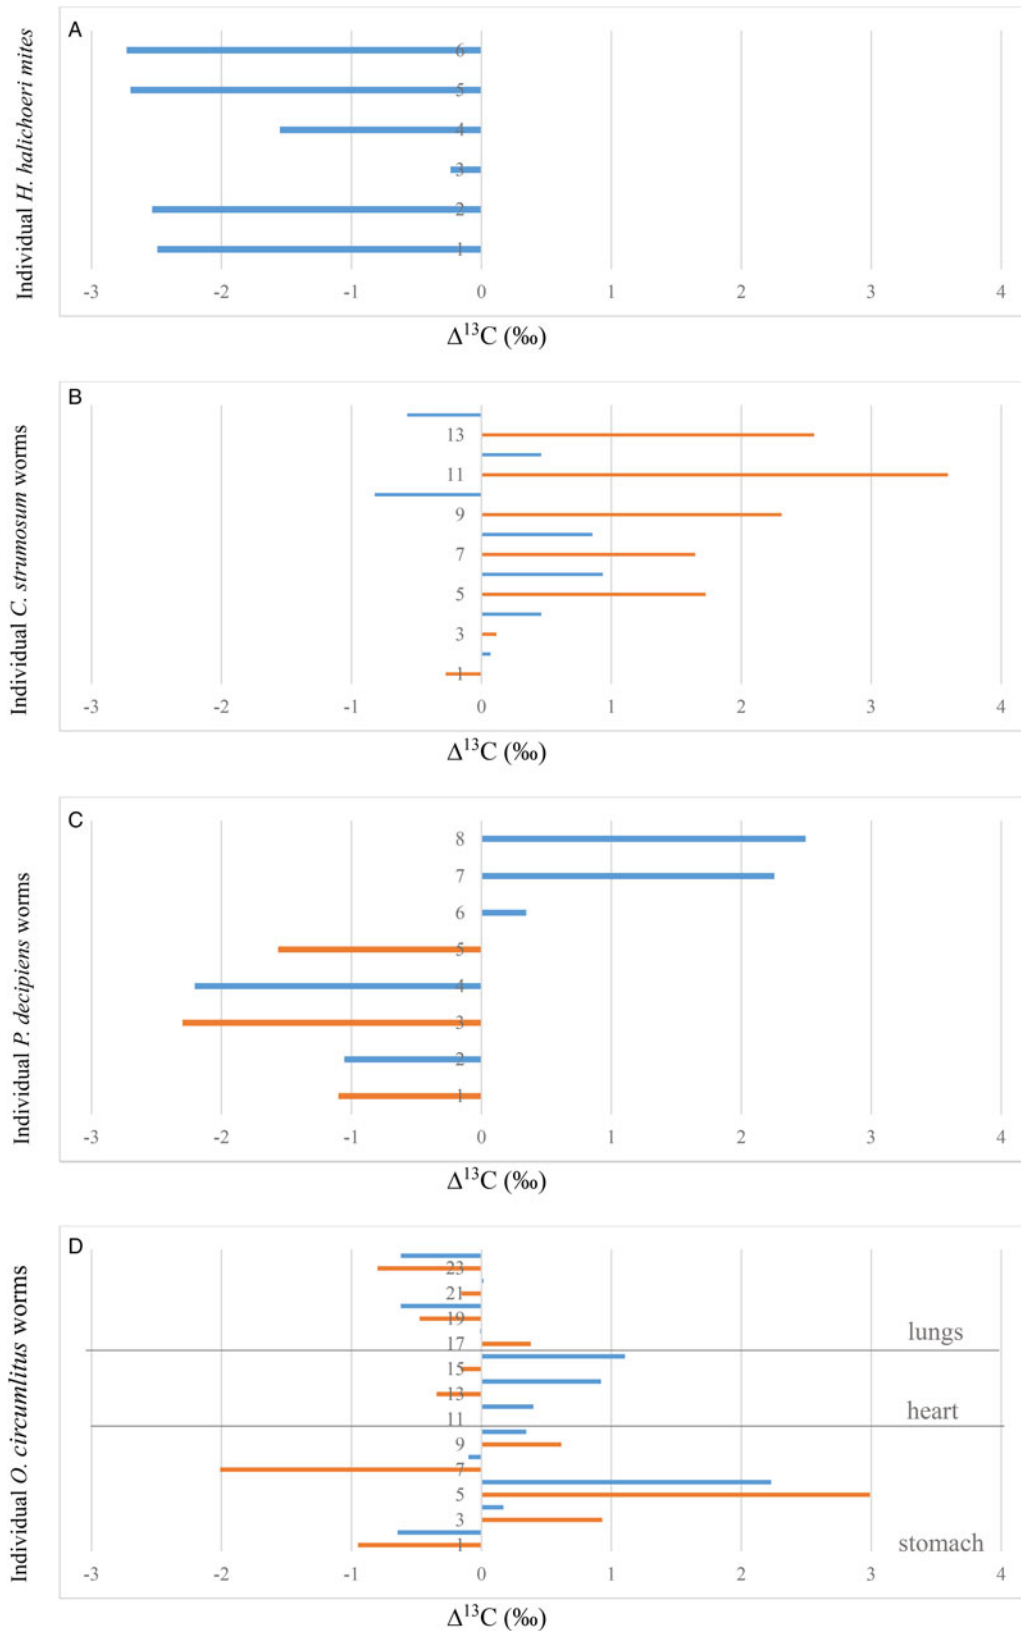 A
Individual H. halichoeri mites
6
5
4
3
2
1
-3 -2 -1 0 1 2 3 4
Δ¹³C (‰)
B
Individual C. strumosum worms
13
11
9
7
5
3
1
-3 -2 -1 0 1 2 3 4
Δ¹³C (‰)
C
Individual P. decipiens worms
8
7
6
5
4
3
2
1
-3 -2 -1 0 1 2 3 4
Δ¹³C (‰)
D
Individual O. circumlitus worms
23
21
19
17
lungs
15
13
11
heart
9
7
5
3
1
stomach
-3 -2 -1 0 1 2 3 4
Δ¹³C (‰)